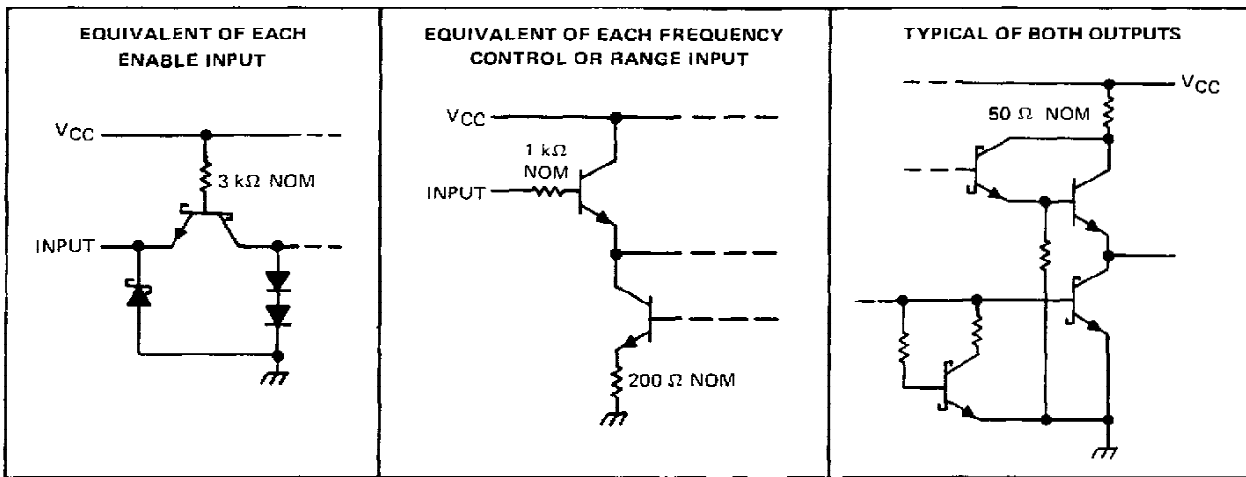 EQUIVALENT OF EACH
ENABLE INPUT
VCC
3 kΩ NOM
INPUT
EQUIVALENT OF EACH FREQUENCY
CONTROL OR RANGE INPUT
VCC
1 kΩ
NOM
INPUT
200 Ω NOM
TYPICAL OF BOTH OUTPUTS
VCC
50 Ω NOM